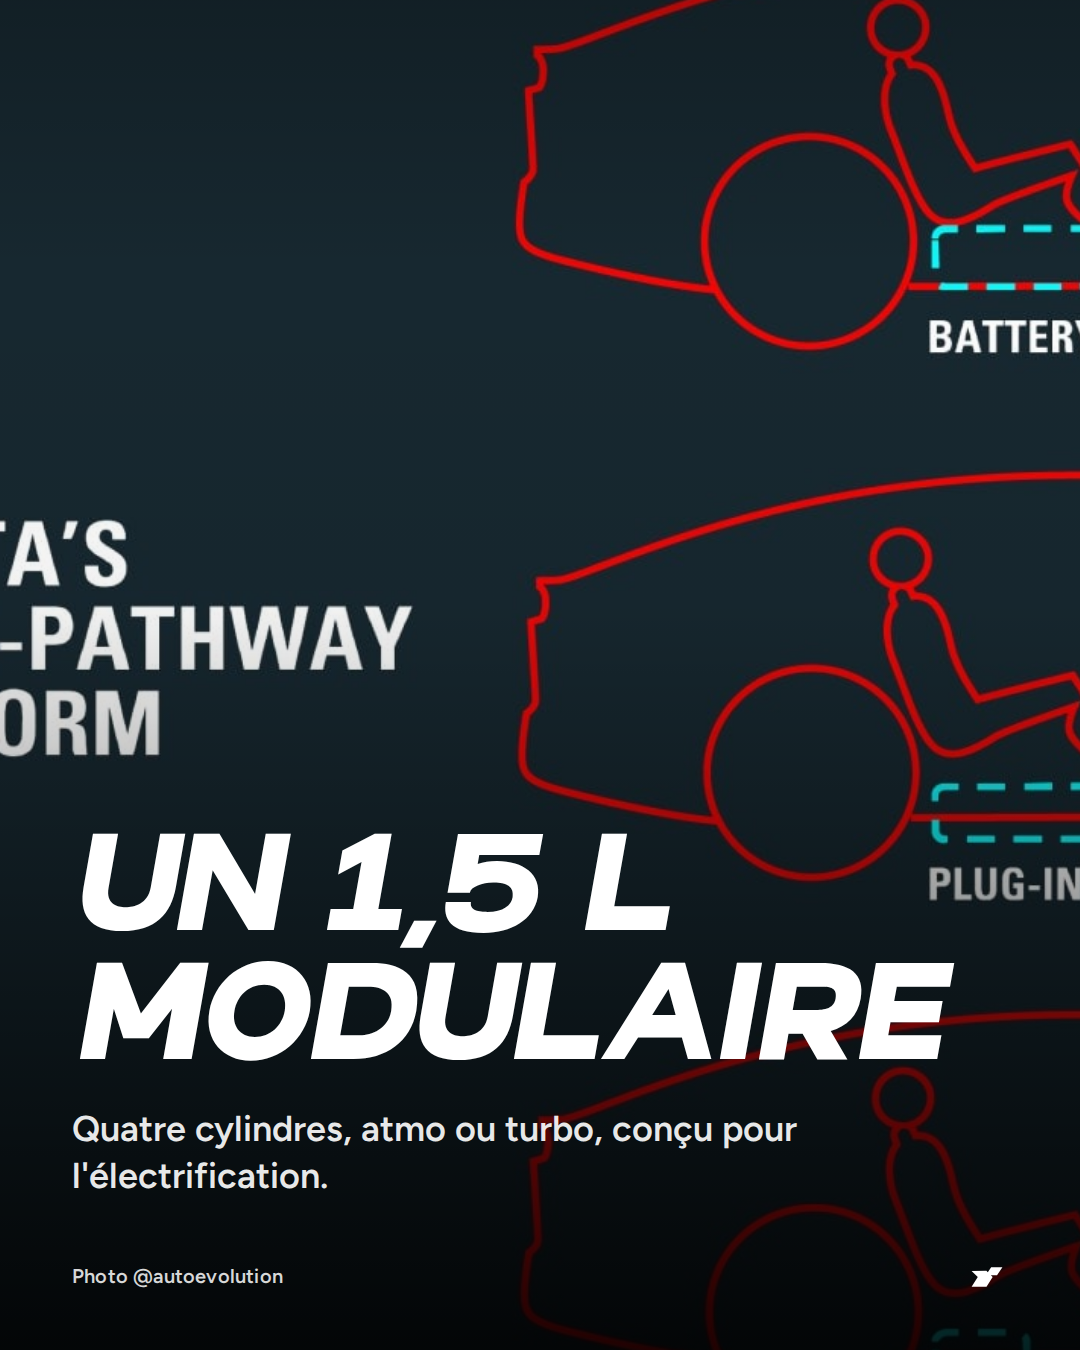 BATTERY
TA'S
-PATHWAY
ORM
PLUG-IN
UN 1,5 L
MODULAIRE
Quatre cylindres, atmo ou turbo, conçu pour
l'électrification.
Photo @autoevolution